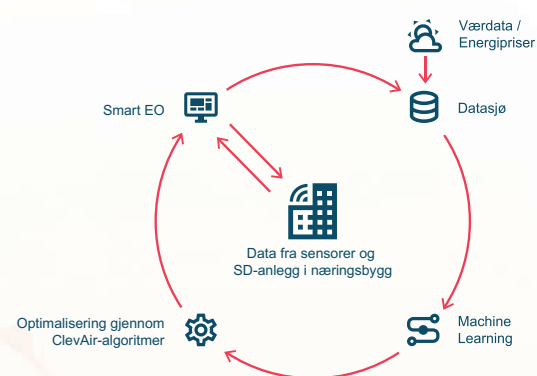 Værdata /
Energipriser
Smart EO
Datasjø
Data fra sensorer og
SD-anlegg i næringsbygg
Optimalisering gjennom
ClevAir-algoritmer
Machine
Learning